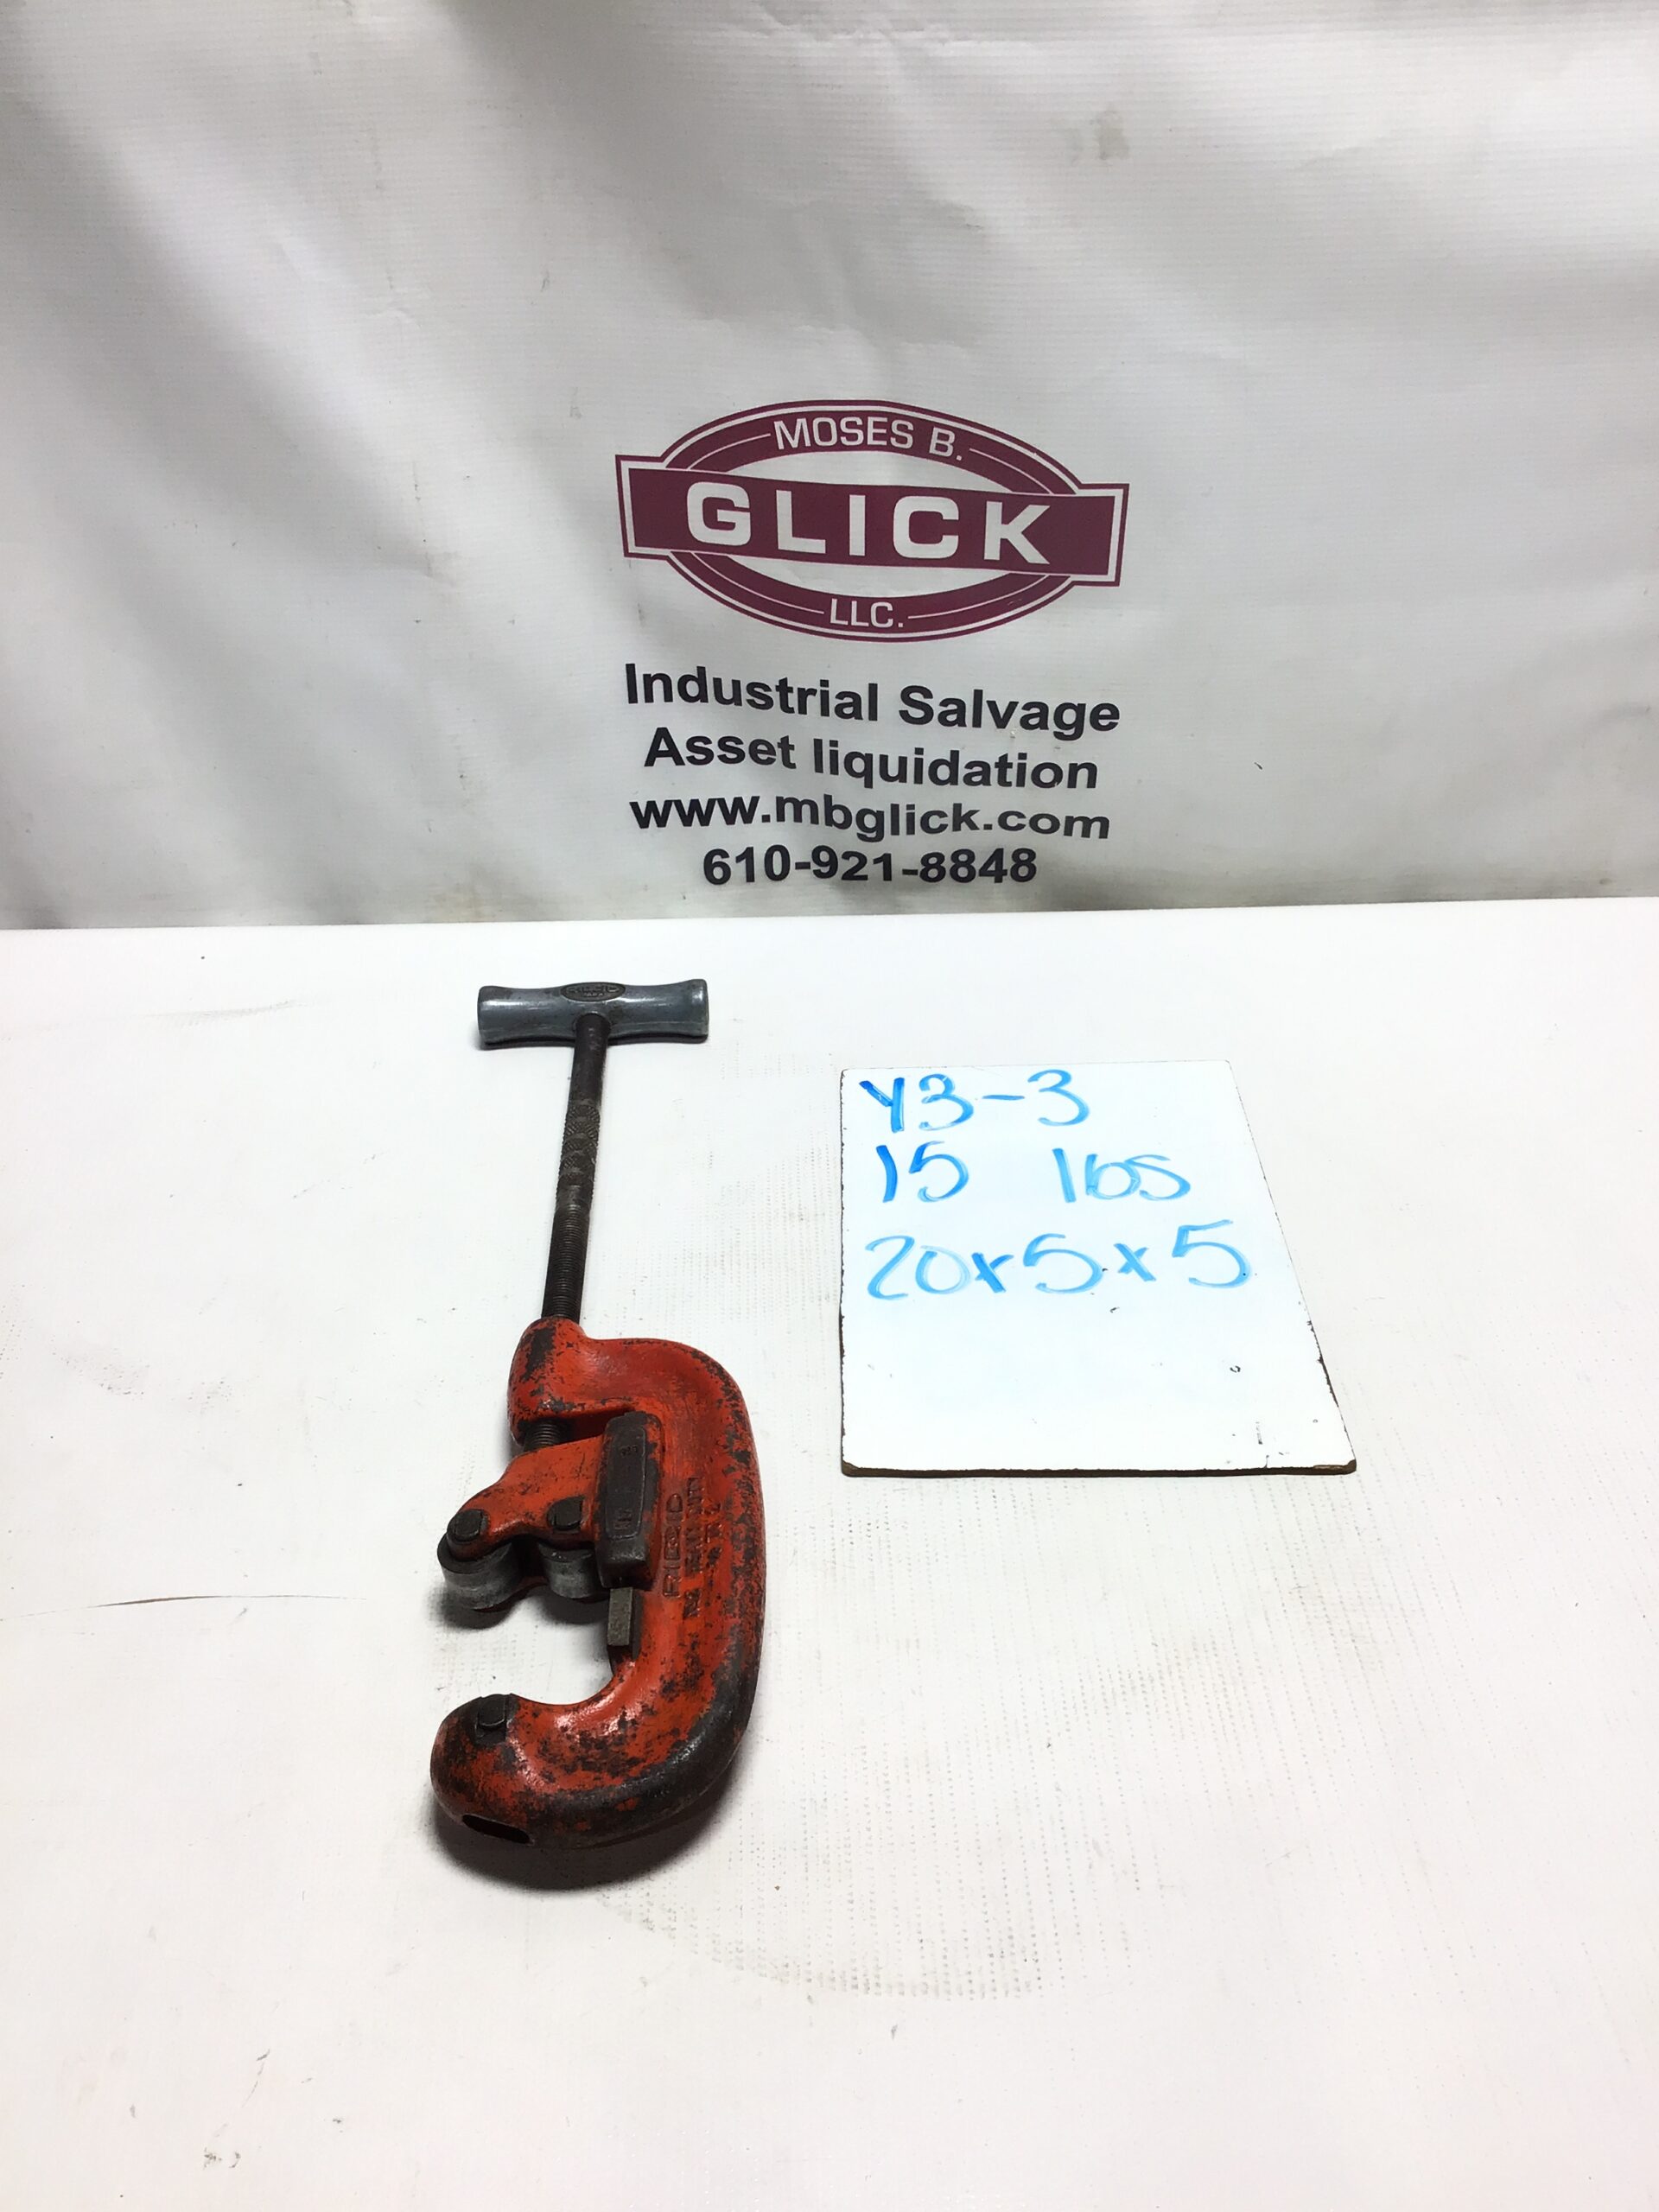 MOSES B.
GLICK
LLC.
Industrial Salvage
Asset liquidation
www.mbglick.com
610-921-8848
Y3-3
15 lbs
20x5x5
RIDGID